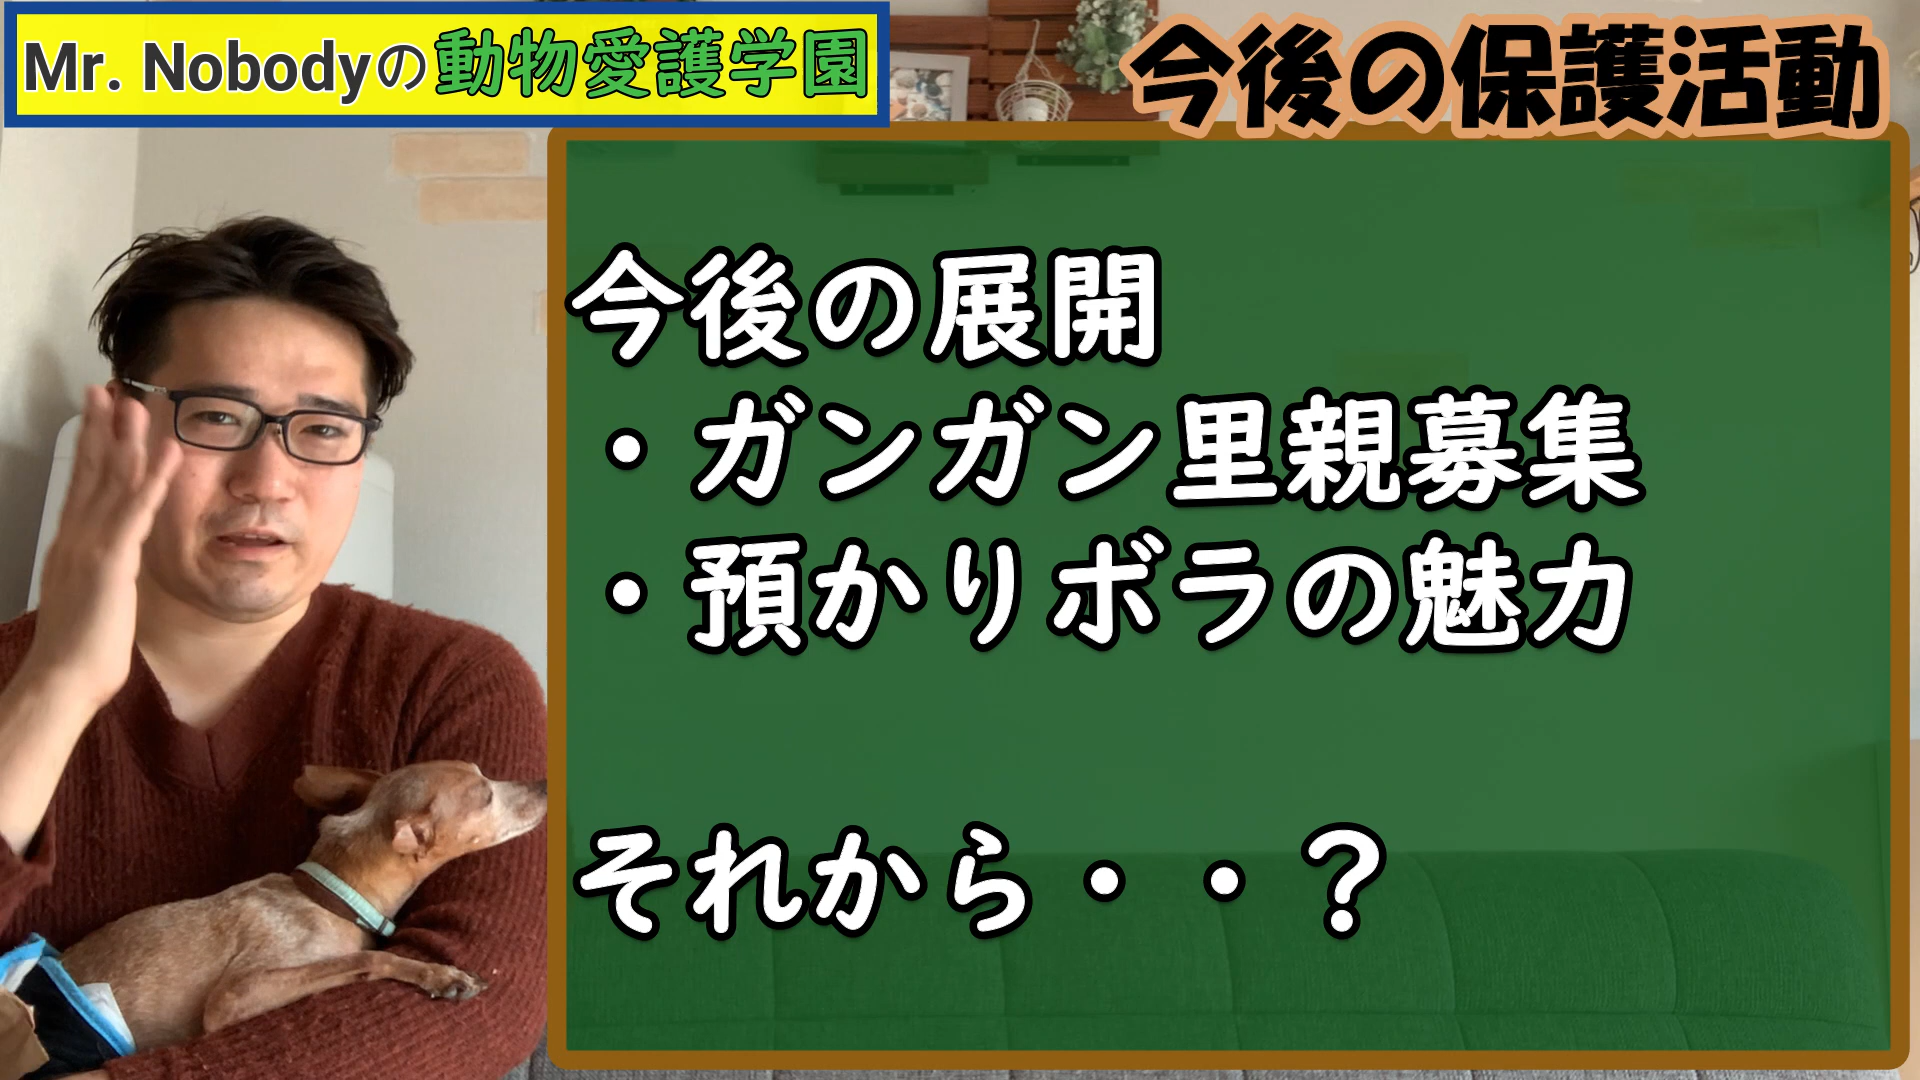 Mr. Nobodyの動物愛護学園
今後の保護活動
今後の展開
・ガンガン里親募集
・預かりボラの魅力
それから・・？